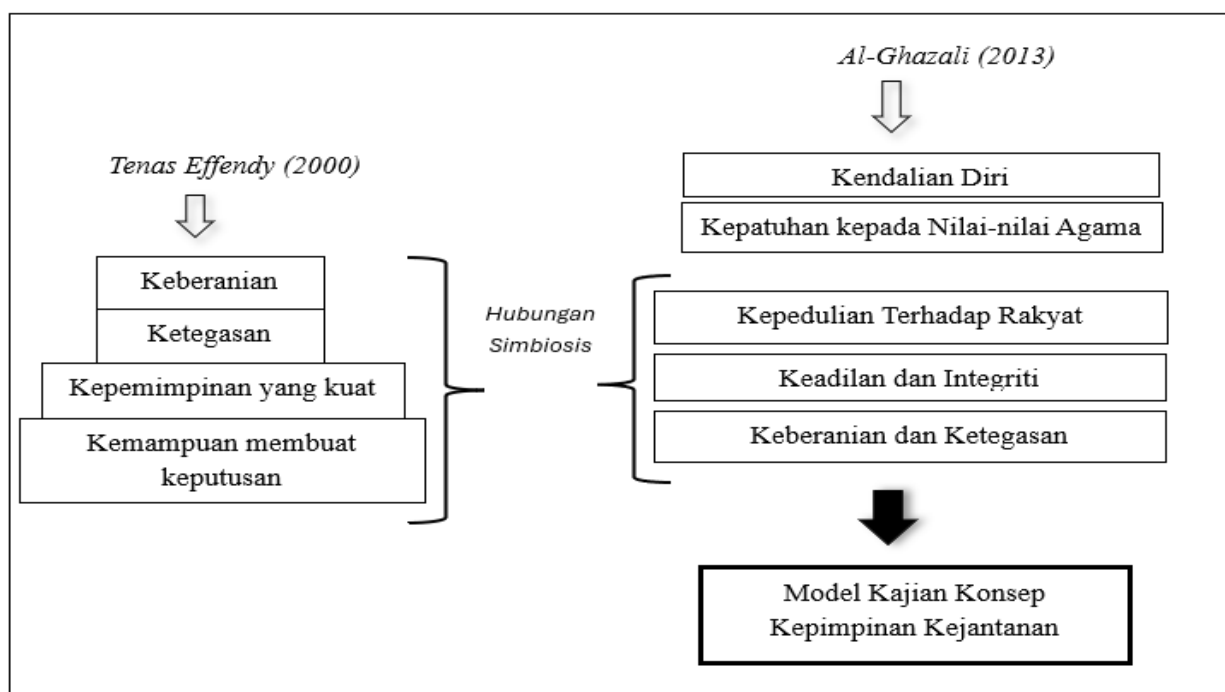 Al-Ghazali (2013)
Tenas Effendy (2000)
Kendalian Diri
Kepatuhan kepada Nilai-nilai Agama
Keberanian
Ketegasan
Kepemimpinan yang kuat
Kemampuan membuat
keputusan
Hubungan
Simbiosis
Kepedulian Terhadap Rakyat
Keadilan dan Integriti
Keberanian dan Ketegasan
Model Kajian Konsep
Kepimpinan Kejantanan